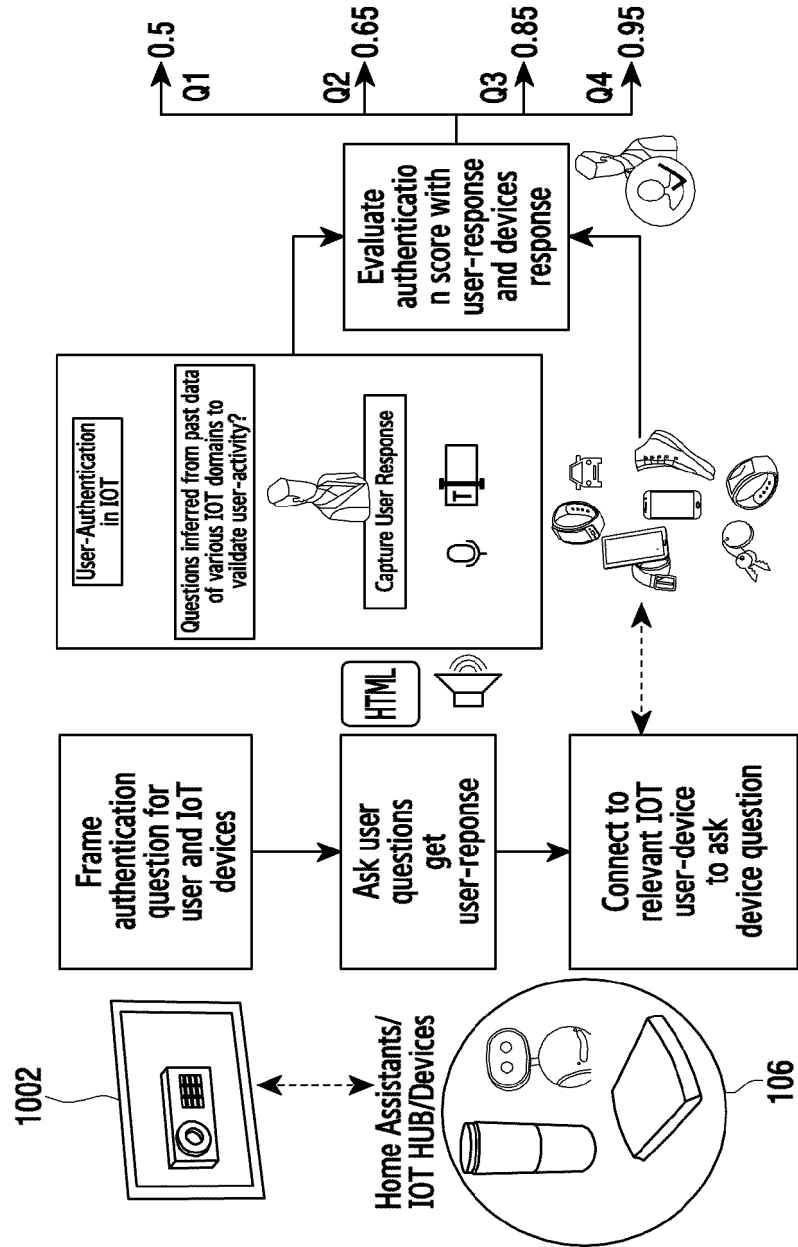 1002
Home Assistants/
IOT HUB/Devices
106
Frame
authentication
question for
user and IoT
devices
Ask user
questions
get
user-reponse
Connect to
relevant IOT
user-device
to ask
device question
HTML
User-Authentication
in IOT
Questions inferred from past data
of various IOT domains to
vaildate user-activity?
Capture User Response
T
Evaluate
authenticatio
n score with
user-response
and devices
response
Q1
0.5
Q2
0.65
Q3
0.85
Q4
0.95